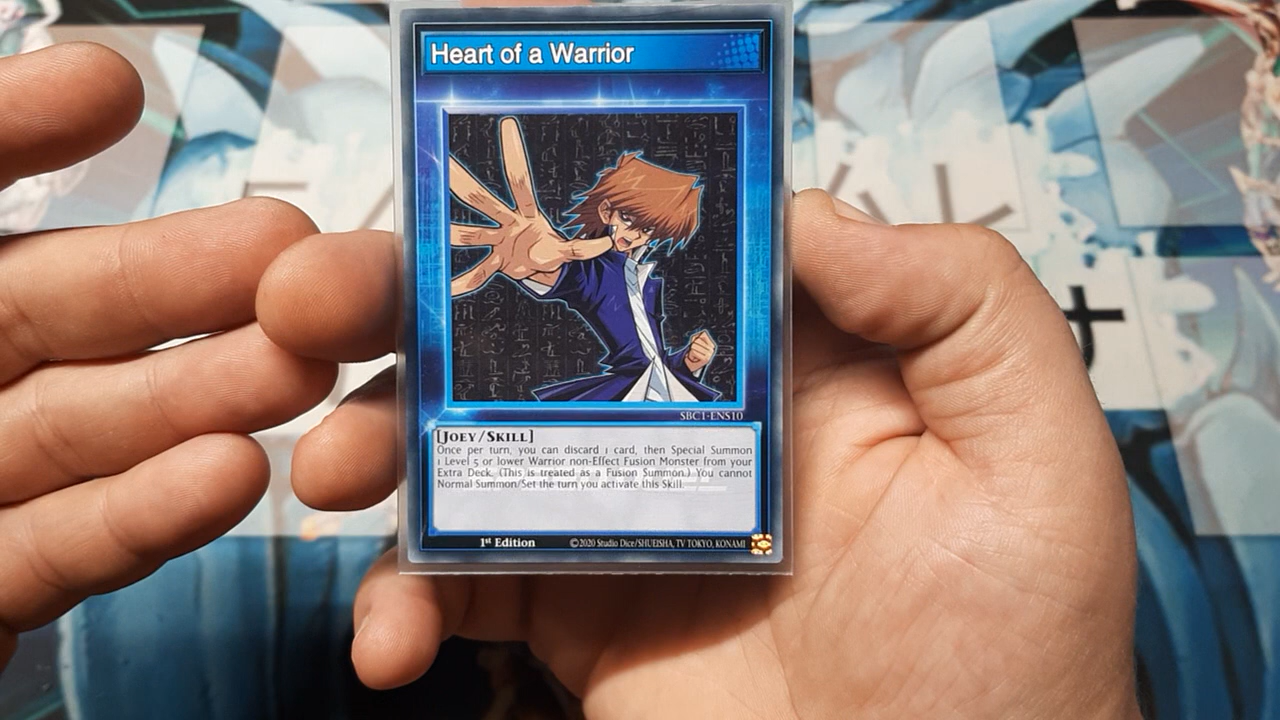 Heart of a Warrior
SBC1-ENS10
[JOEY/SKILL]
Once per turn, you can discard 1 card, then Special Summon
1 Level 5 or lower Warrior non-Effect Fusion Monster from your
Extra Deck. (This is treated as a Fusion Summon.) You cannot
Normal Summon/Set the turn you activate this Skill.
1st Edition
©2020 Studio Dice/SHUEISHA, TV TOKYO, KONAMI